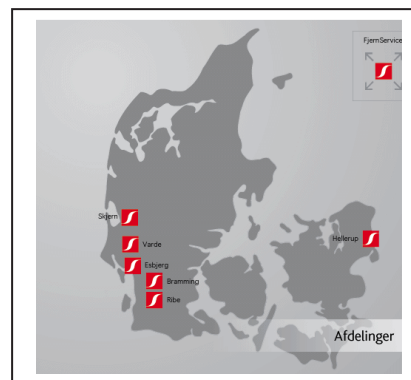 FjernService
Skjern
Varde
Hellerup
Esbjerg
Bramming
Ribe
Afdelinger